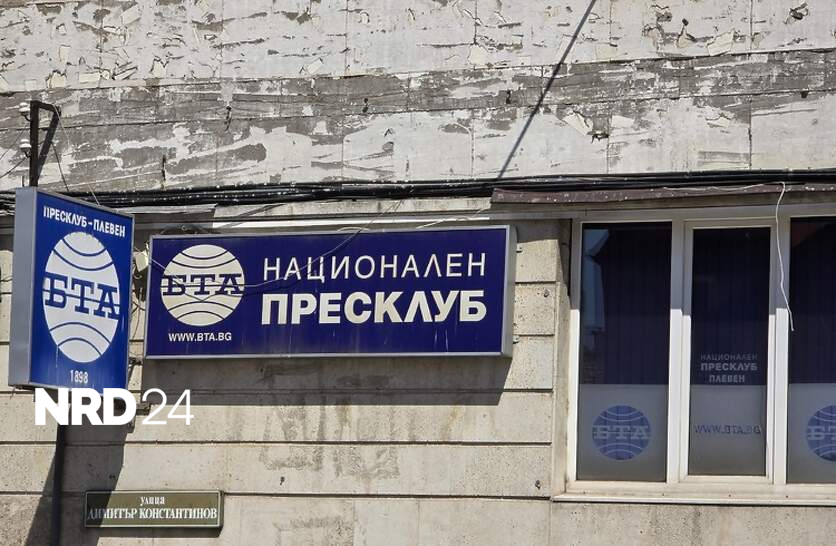 ПРЕСКЛУБ-ПЛЕВЕН
БТА
1898
БТА
WWW.BTA.BG
НАЦИОНАЛЕН
ПРЕСКЛУБ
НАЦИОНАЛЕН
ПРЕСКЛУБ
ПЛЕВЕН
БТА
WWW.BTA.BG
БТА
NRD24
улица
ДИМИТЪР КОНСТАНТИНОВ